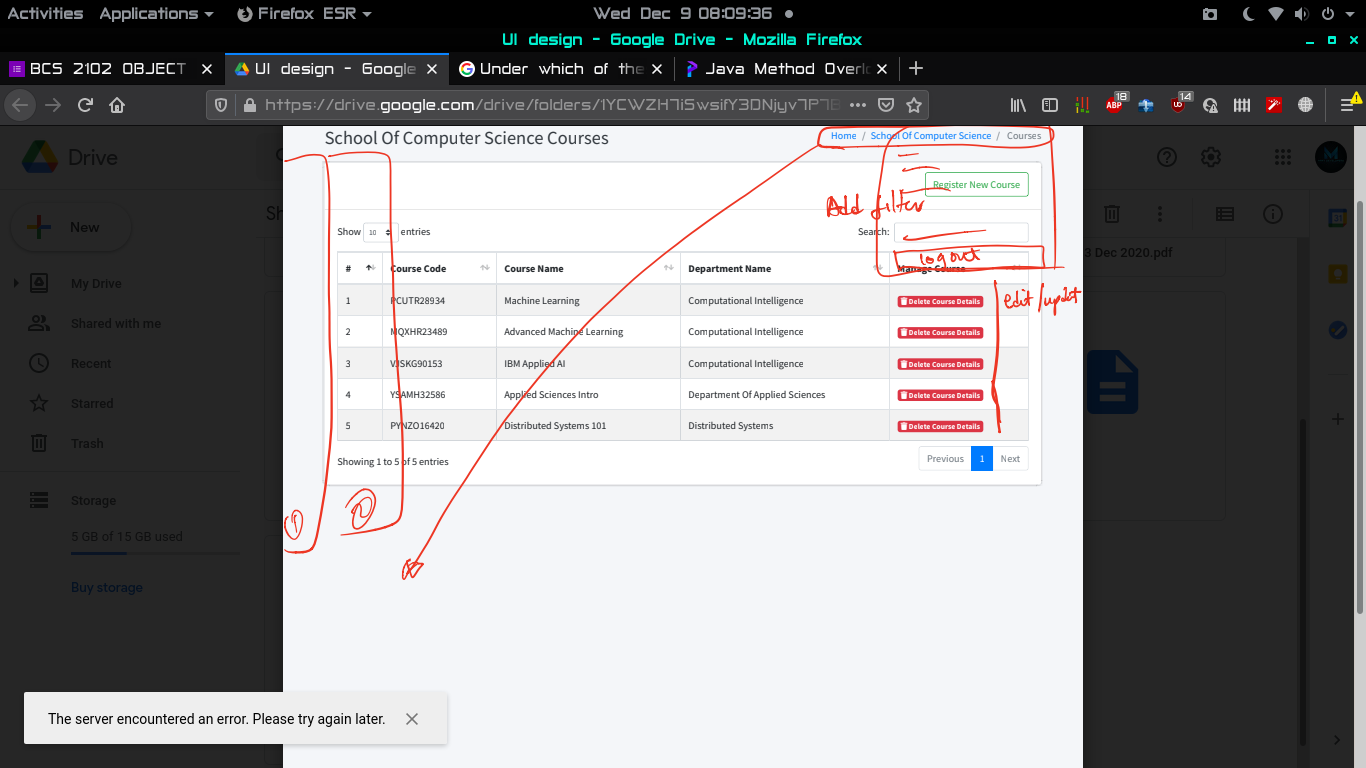 Activities Applications Firefox ESR Wed Dec 9 08:09:36
UI design - Google Drive - Mozilla Firefox
BCS 2102 OBJECT UI design - Google Under which of the Java Method Overl
https://drive.google.com/drive/folders/1YCWZH7iSwsifY3DNjyv7P7B
ABP 18 14
Drive
School Of Computer Science Courses
Home / School Of Computer Science / Courses
Register New Course
Add filter
New
Show 10 entries
Search:
logout
3 Dec 2020.pdf
# Course Code Course Name Department Name Manage Course
My Drive
1 PCUTR28934 Machine Learning Computational Intelligence Delete Course Details
edit/updat
Shared with me
2 MQXHR23489 Advanced Machine Learning Computational Intelligence Delete Course Details
Recent
3 VJSKG90153 IBM Applied AI Computational Intelligence Delete Course Details
Starred
4 YSAMH32586 Applied Sciences Intro Department Of Applied Sciences Delete Course Details
Trash
5 PYNZO16420 Distributed Systems 101 Distributed Systems Delete Course Details
Showing 1 to 5 of 5 entries
Previous 1 Next
Storage
1 2
5 GB of 15 GB used
Buy storage
The server encountered an error. Please try again later.